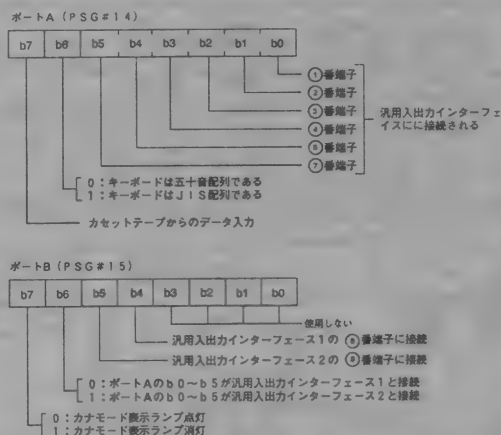 ポートA (PSG#14)
b7 b6 b5 b4 b3 b2 b1 b0
①番端子
②番端子
③番端子
④番端子
⑥番端子
⑦番端子
汎用入出力インターフェ
イスにに接続される
0:キーボードは五十音配列である
1:キーボードはJIS配列である
カセットテープからのデータ入力
ポートB (PSG#15)
b7 b6 b5 b4 b3 b2 b1 b0
使用しない
汎用入出力インターフェース1の⑧番端子に接続
汎用入出力インターフェース2の⑧番端子に接続
0:ポートAのb0~b5が汎用入出力インターフェース1と接続
1:ポートAのb0~b5が汎用入出力インターフェース2と接続
0:カナモード表示ランプ点灯
1:カナモード表示ランプ消灯